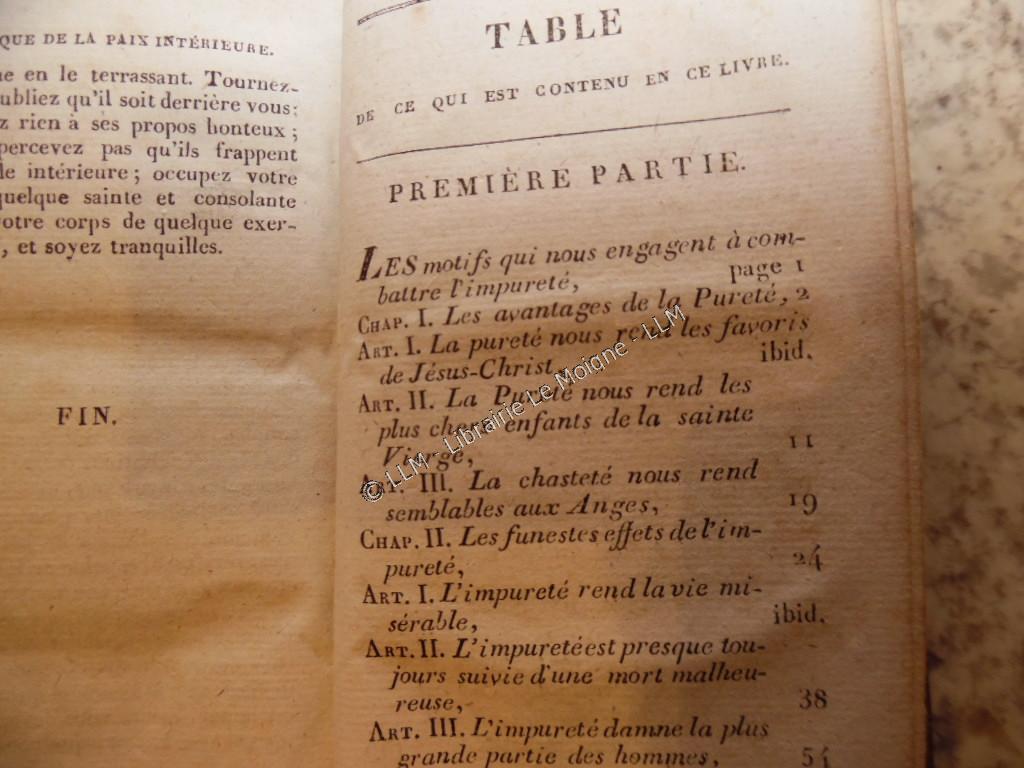 QUE DE LA PAIX INTÉRIEURE.
en le terrassant. Tournez-
ubliez qu'il soit derrière vous;
z rien à ses propos honteux;
percevez pas qu'ils frappent
le intérieure; occupez votre
quelque sainte et consolante
otre corps de quelque exer-
, et soyez tranquilles.
FIN.
TABLE
DE CE QUI EST CONTENU EN CE LIVRE.
PREMIÈRE PARTIE.
LES motifs qui nous engagent à com-
battre l'impureté, page 1
CHAP. I. Les avantages de la Pureté, 2
ART. I. La pureté nous rend les favoris
de Jésus-Christ, ibid.
ART. II. La Pureté nous rend les
plus chers enfants de la sainte
Vierge, 11
ART. III. La chasteté nous rend
semblables aux Anges, 19
CHAP. II. Les funestes effets de l'im-
pureté, 24
ART. I. L'impureté rend la vie mi-
sérable, ibid.
ART. II. L'impureté est presque tou-
jours suivie d'une mort malheu-
reuse, 38
ART. III. L'impureté damne la plus
grande partie des hommes, 54
© LLM - Librairie Le Moigne - LLM